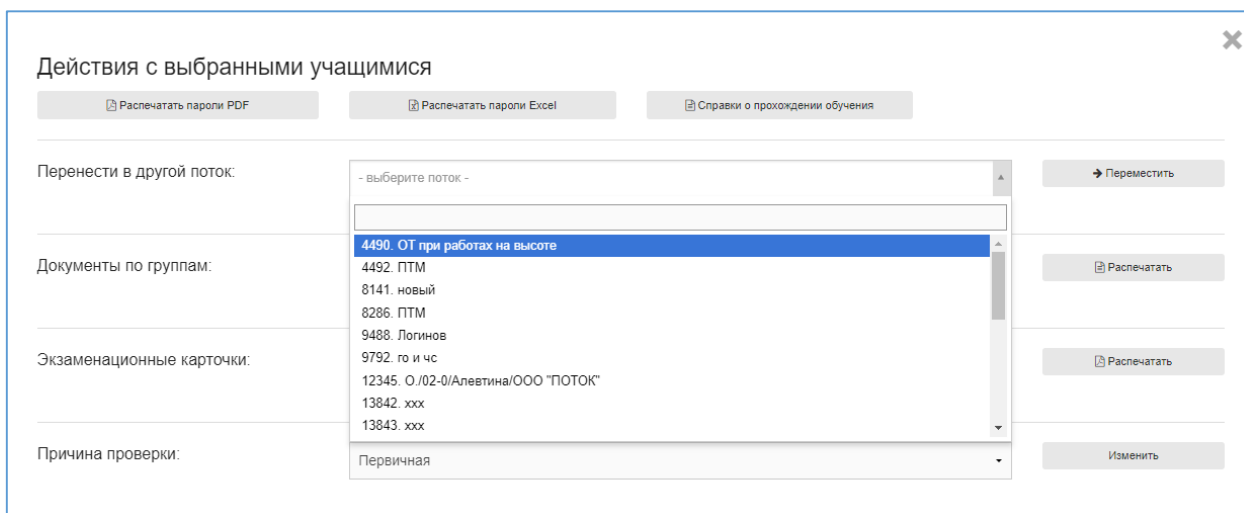 Действия с выбранными учащимися
Распечатать пароли PDF
Распечатать пароли Excel
Справки о прохождении обучения
Перенести в другой поток:
- выберите поток -
Переместить
4490. ОТ при работах на высоте
Документы по группам:
4492. ПТМ
Распечатать
8141. новый
8286. ПТМ
9488. Логинов
Экзаменационные карточки:
9792. го и чс
Распечатать
12345. О./02-0/Алевтина/ООО "ПОТОК"
13842. xxx
13843. xxx
Причина проверки:
Первичная
Изменить